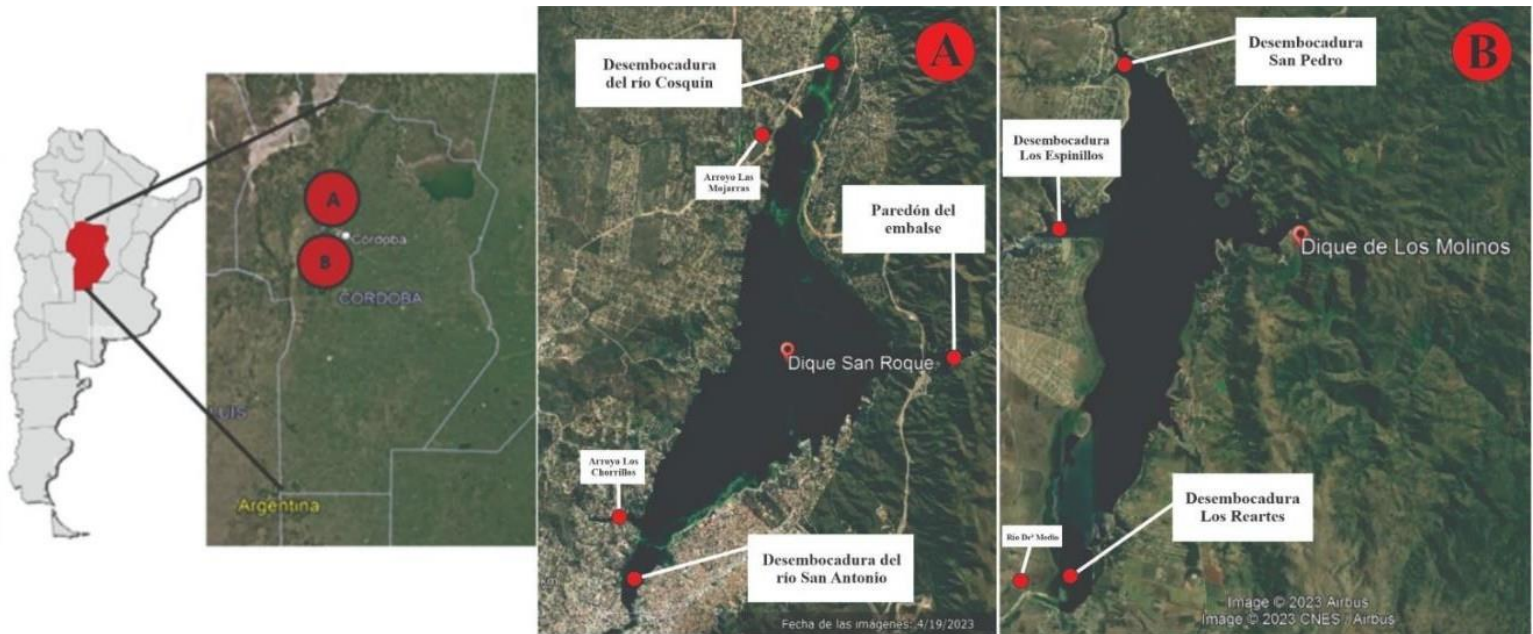 A
B
Córdoba
CORDOBA
LUIS
Argentina
A
Desembocadura
del río Cosquín
Arroyo Las
Mojarras
Paredón del
embalse
Dique San Roque
Arroyo Los
Chorrillos
Desembocadura del
río San Antonio
Fecha de las imágenes: 4/19/2023
B
Desembocadura
San Pedro
Desembocadura
Los Espinillos
Dique de Los Molinos
Desembocadura
Los Reartes
Río Deª Medio
Image © 2023 Airbus
Image © 2023 CNES / Airbus